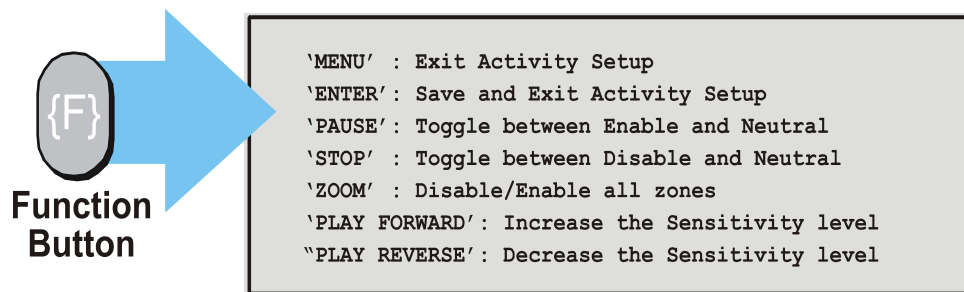 {F}
Function
Button
‘MENU’ : Exit Activity Setup
‘ENTER’: Save and Exit Activity Setup
‘PAUSE’: Toggle between Enable and Neutral
‘STOP’ : Toggle between Disable and Neutral
‘ZOOM’ : Disable/Enable all zones
‘PLAY FORWARD’: Increase the Sensitivity level
“PLAY REVERSE’: Decrease the Sensitivity level